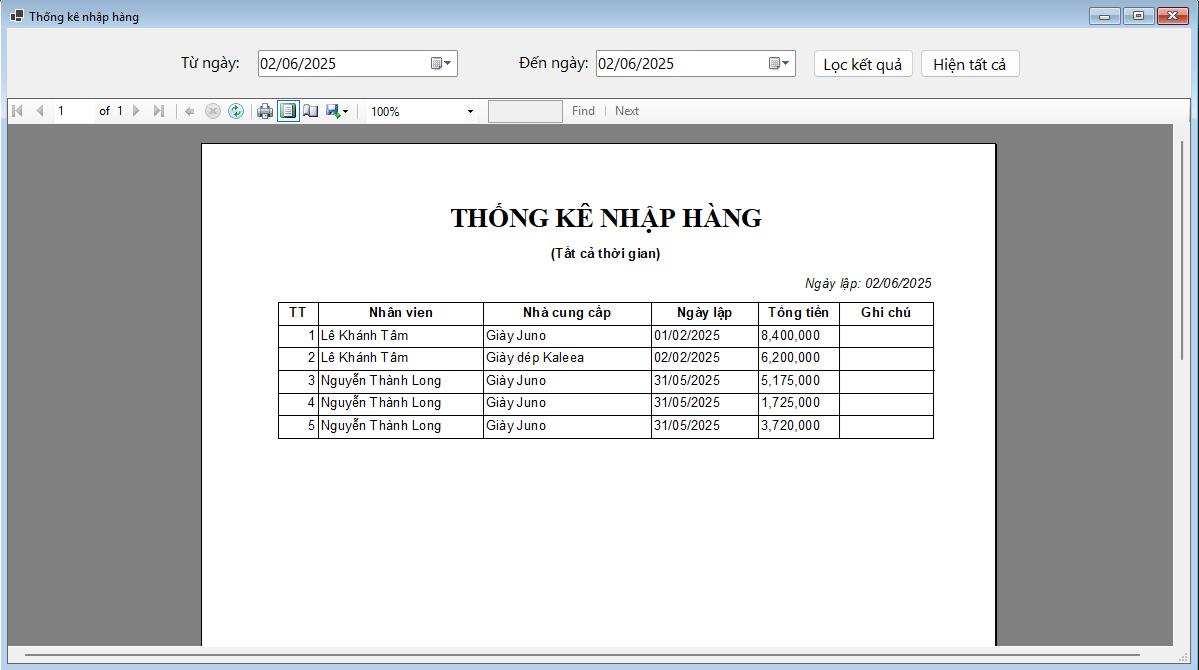 Thống kê nhập hàng
Từ ngày: 02/06/2025 Đến ngày: 02/06/2025 Lọc kết quả Hiện tất cả
1 of 1 100% Find Next
THỐNG KÊ NHẬP HÀNG
(Tất cả thời gian)
Ngày lập: 02/06/2025
TT Nhân vien Nhà cung cấp Ngày lập Tổng tiền Ghi chú
1 Lê Khánh Tâm Giày Juno 01/02/2025 8,400,000
2 Lê Khánh Tâm Giày dép Kaleea 02/02/2025 6,200,000
3 Nguyễn Thành Long Giày Juno 31/05/2025 5,175,000
4 Nguyễn Thành Long Giày Juno 31/05/2025 1,725,000
5 Nguyễn Thành Long Giày Juno 31/05/2025 3,720,000